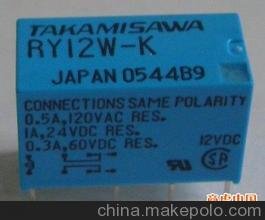 TAKAMISAWA
RY12W-K
JAPAN 0544B9
CONNECTIONS SAME POLARITY
0.5A,120VAC RES.
1A,24VDC RES.
0.3A,60VDC RES.
12VDC
china.makepolo.com